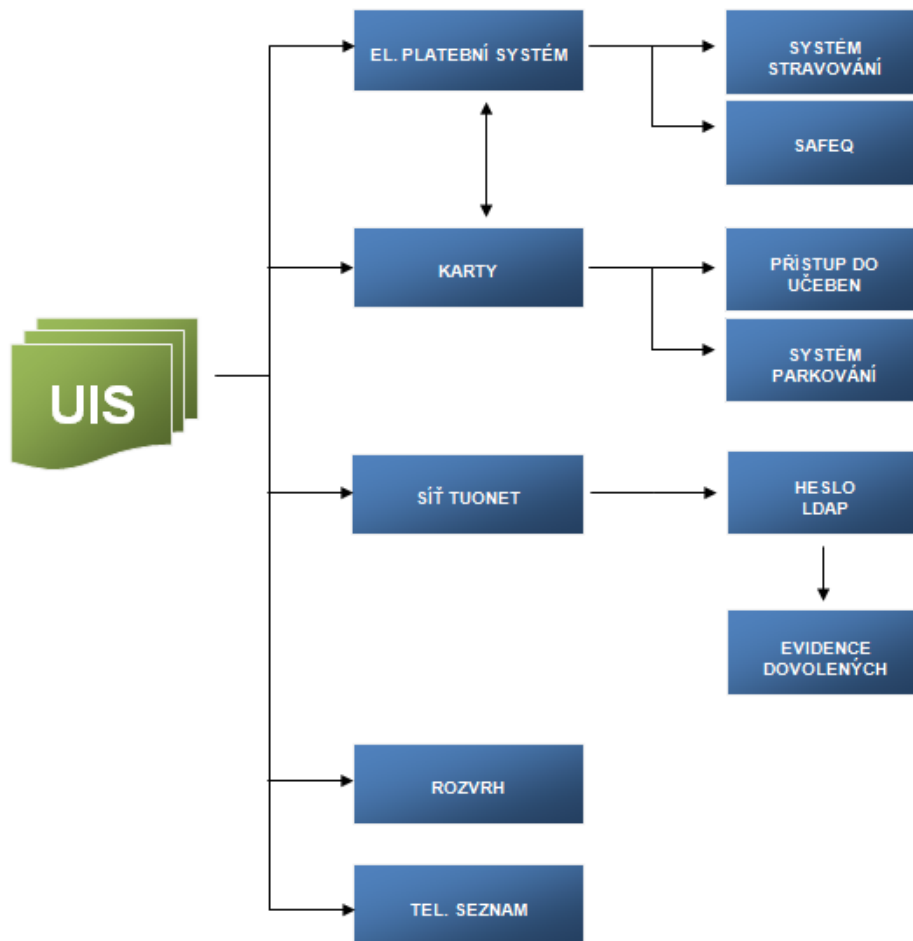 EL. PLATEBNÍ SYSTÉM
SYSTÉM
STRAVOVÁNÍ
SAFEQ
KARTY
PŘÍSTUP DO
UČEBEN
SYSTÉM
PARKOVÁNÍ
UIS
SÍŤ TUONET
HESLO
LDAP
EVIDENCE
DOVOLENÝCH
ROZVRH
TEL. SEZNAM